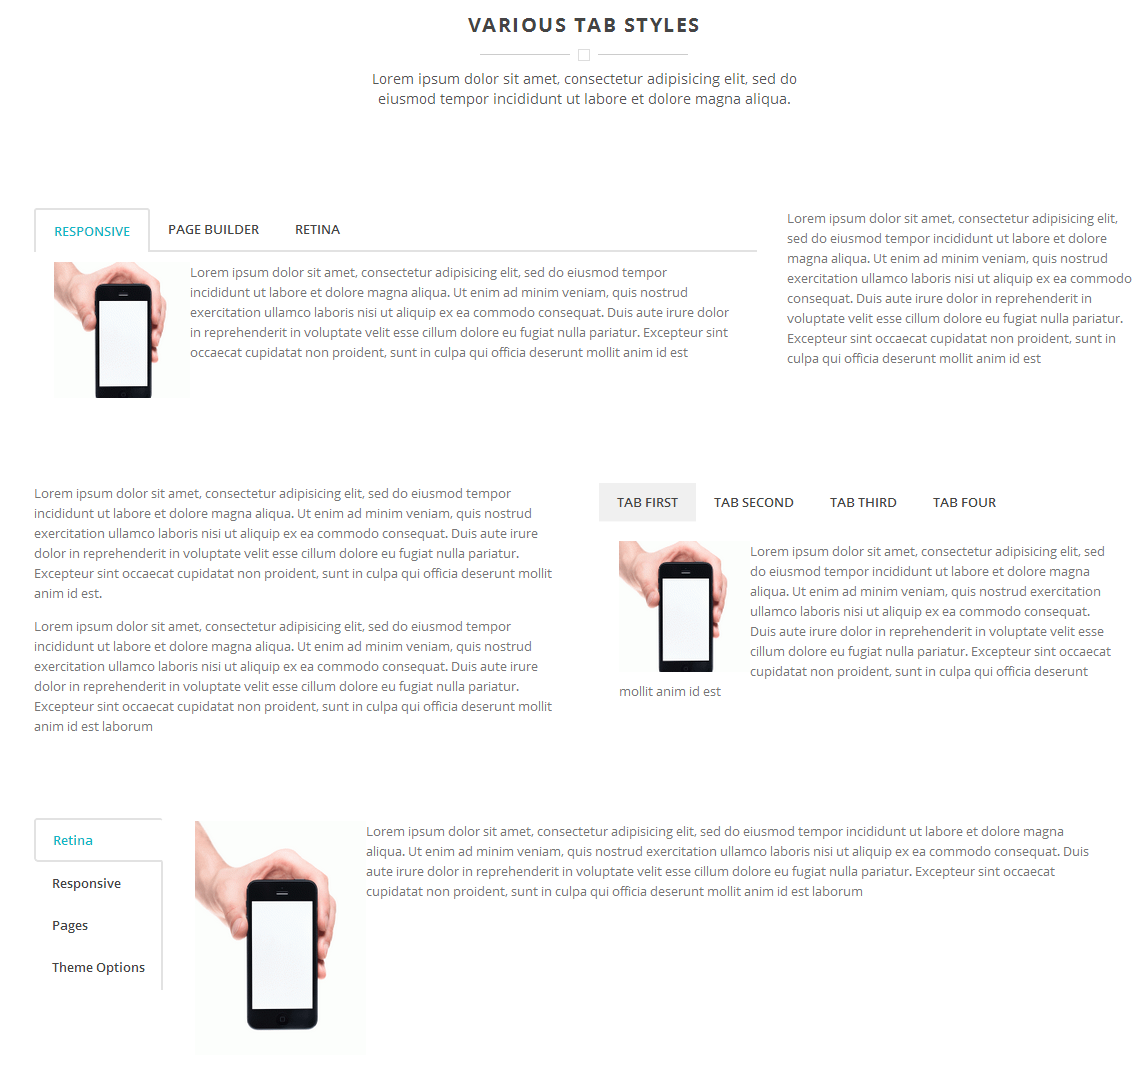 VARIOUS TAB STYLES
Lorem ipsum dolor sit amet, consectetur adipisicing elit, sed do
eiusmod tempor incididunt ut labore et dolore magna aliqua.
RESPONSIVE
PAGE BUILDER
RETINA
Lorem ipsum dolor sit amet, consectetur adipisicing elit, sed do eiusmod tempor
incididunt ut labore et dolore magna aliqua. Ut enim ad minim veniam, quis nostrud
exercitation ullamco laboris nisi ut aliquip ex ea commodo consequat. Duis aute irure dolor
in reprehenderit in voluptate velit esse cillum dolore eu fugiat nulla pariatur. Excepteur sint
occaecat cupidatat non proident, sunt in culpa qui officia deserunt mollit anim id est
Lorem ipsum dolor sit amet, consectetur adipisicing elit,
sed do eiusmod tempor incididunt ut labore et dolore
magna aliqua. Ut enim ad minim veniam, quis nostrud
exercitation ullamco laboris nisi ut aliquip ex ea commodo
consequat. Duis aute irure dolor in reprehenderit in
voluptate velit esse cillum dolore eu fugiat nulla pariatur.
Excepteur sint occaecat cupidatat non proident, sunt in
culpa qui officia deserunt mollit anim id est
Lorem ipsum dolor sit amet, consectetur adipisicing elit, sed do eiusmod tempor
incididunt ut labore et dolore magna aliqua. Ut enim ad minim veniam, quis nostrud
exercitation ullamco laboris nisi ut aliquip ex ea commodo consequat. Duis aute irure
dolor in reprehenderit in voluptate velit esse cillum dolore eu fugiat nulla pariatur.
Excepteur sint occaecat cupidatat non proident, sunt in culpa qui officia deserunt mollit
anim id est.
Lorem ipsum dolor sit amet, consectetur adipisicing elit, sed do eiusmod tempor
incididunt ut labore et dolore magna aliqua. Ut enim ad minim veniam, quis nostrud
exercitation ullamco laboris nisi ut aliquip ex ea commodo consequat. Duis aute irure
dolor in reprehenderit in voluptate velit esse cillum dolore eu fugiat nulla pariatur.
Excepteur sint occaecat cupidatat non proident, sunt in culpa qui officia deserunt mollit
anim id est laborum
TAB FIRST
TAB SECOND
TAB THIRD
TAB FOUR
Lorem ipsum dolor sit amet, consectetur adipisicing elit, sed
do eiusmod tempor incididunt ut labore et dolore magna
aliqua. Ut enim ad minim veniam, quis nostrud exercitation
ullamco laboris nisi ut aliquip ex ea commodo consequat.
Duis aute irure dolor in reprehenderit in voluptate velit esse
cillum dolore eu fugiat nulla pariatur. Excepteur sint occaecat
cupidatat non proident, sunt in culpa qui officia deserunt
mollit anim id est
Retina
Responsive
Pages
Theme Options
Lorem ipsum dolor sit amet, consectetur adipisicing elit, sed do eiusmod tempor incididunt ut labore et dolore magna
aliqua. Ut enim ad minim veniam, quis nostrud exercitation ullamco laboris nisi ut aliquip ex ea commodo consequat. Duis
aute irure dolor in reprehenderit in voluptate velit esse cillum dolore eu fugiat nulla pariatur. Excepteur sint occaecat
cupidatat non proident, sunt in culpa qui officia deserunt mollit anim id est laborum